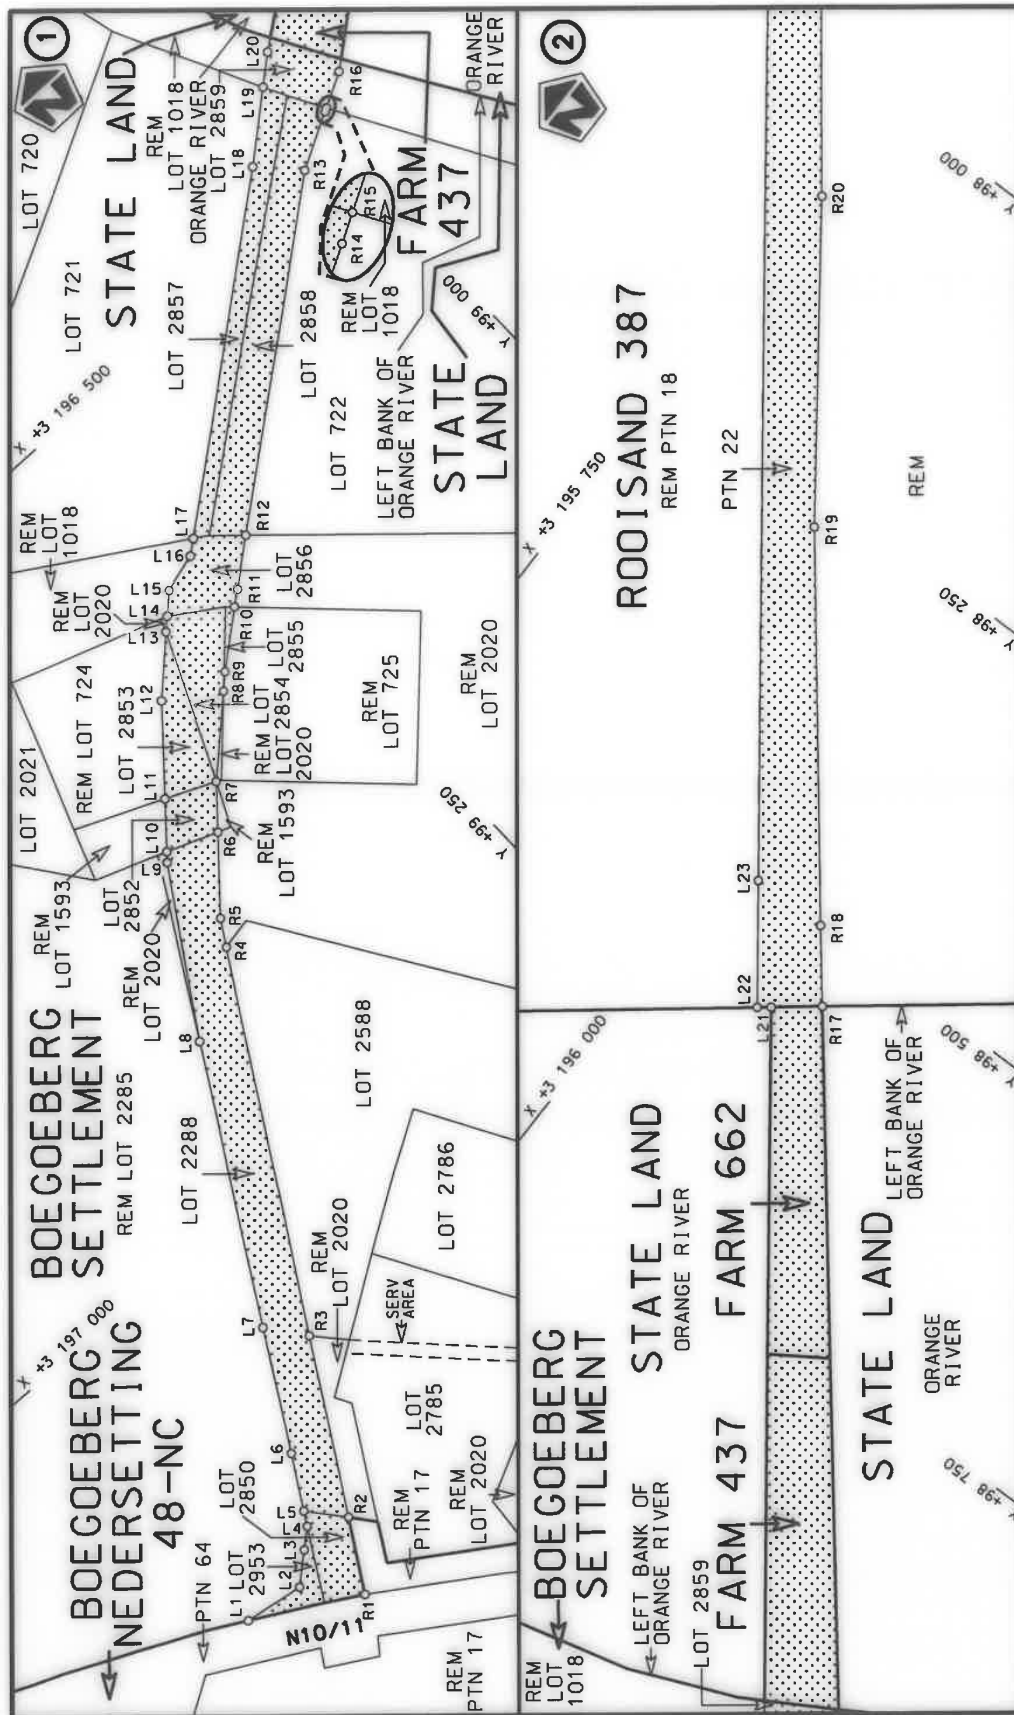 1
LOT 720
STATE LAND
REM
LOT 1018
ORANGE RIVER
LOT 2859
L20
L19
L18
R16
ORANGE
RIVER
R13
R15
R14
FARM
437
LOT 721
LOT 2857
LOT 2858
REM
LOT
1018
Y +99 000
X +3 196 500
LOT 722
LEFT BANK OF
ORANGE RIVER
STATE
LAND
REM
LOT
1018
L17
L16
R12
L15
LOT
2856
REM
LOT
2020
L14
L13
R11
R10
LOT
2855
REM LOT 724
L12
R9
R8
LOT 2853
REM LOT
LOT 2854
2020
REM
LOT 725
REM
LOT 2020
LOT 2021
L11
R7
L10
L9
R6
REM
LOT 1593
REM
LOT 1593
LOT
2852
REM
LOT 2020
R5
R4
Y +99 250
L8
BOEGOEBERG
SETTLEMENT
REM LOT 2285
LOT 2288
LOT 2588
LOT 2786
X +3 197 000
L7
R3
REM
LOT 2020
SERV
AREA
BOEGOEBERG
NEDERSETTING
48-NC
L6
LOT
2850
L5
L4
L3
L2
L1
LOT
2953
R2
R1
LOT
2785
PTN 64
REM
PTN 17
REM
LOT 2020
N10/11
REM
PTN 17
2
R20
Y +98 000
ROOISAND 387
REM PTN 18
PTN 22
X +3 195 750
R19
REM
Y +98 250
L23
R18
L22
L21
R17
X +3 196 000
LEFT BANK OF
ORANGE RIVER
Y +98 500
STATE LAND
ORANGE RIVER
FARM 662
STATE LAND
ORANGE
RIVER
BOEGOEBERG
SETTLEMENT
FARM 437
LEFT BANK OF
ORANGE RIVER
LOT 2859
REM
LOT
1018
Y +98 750